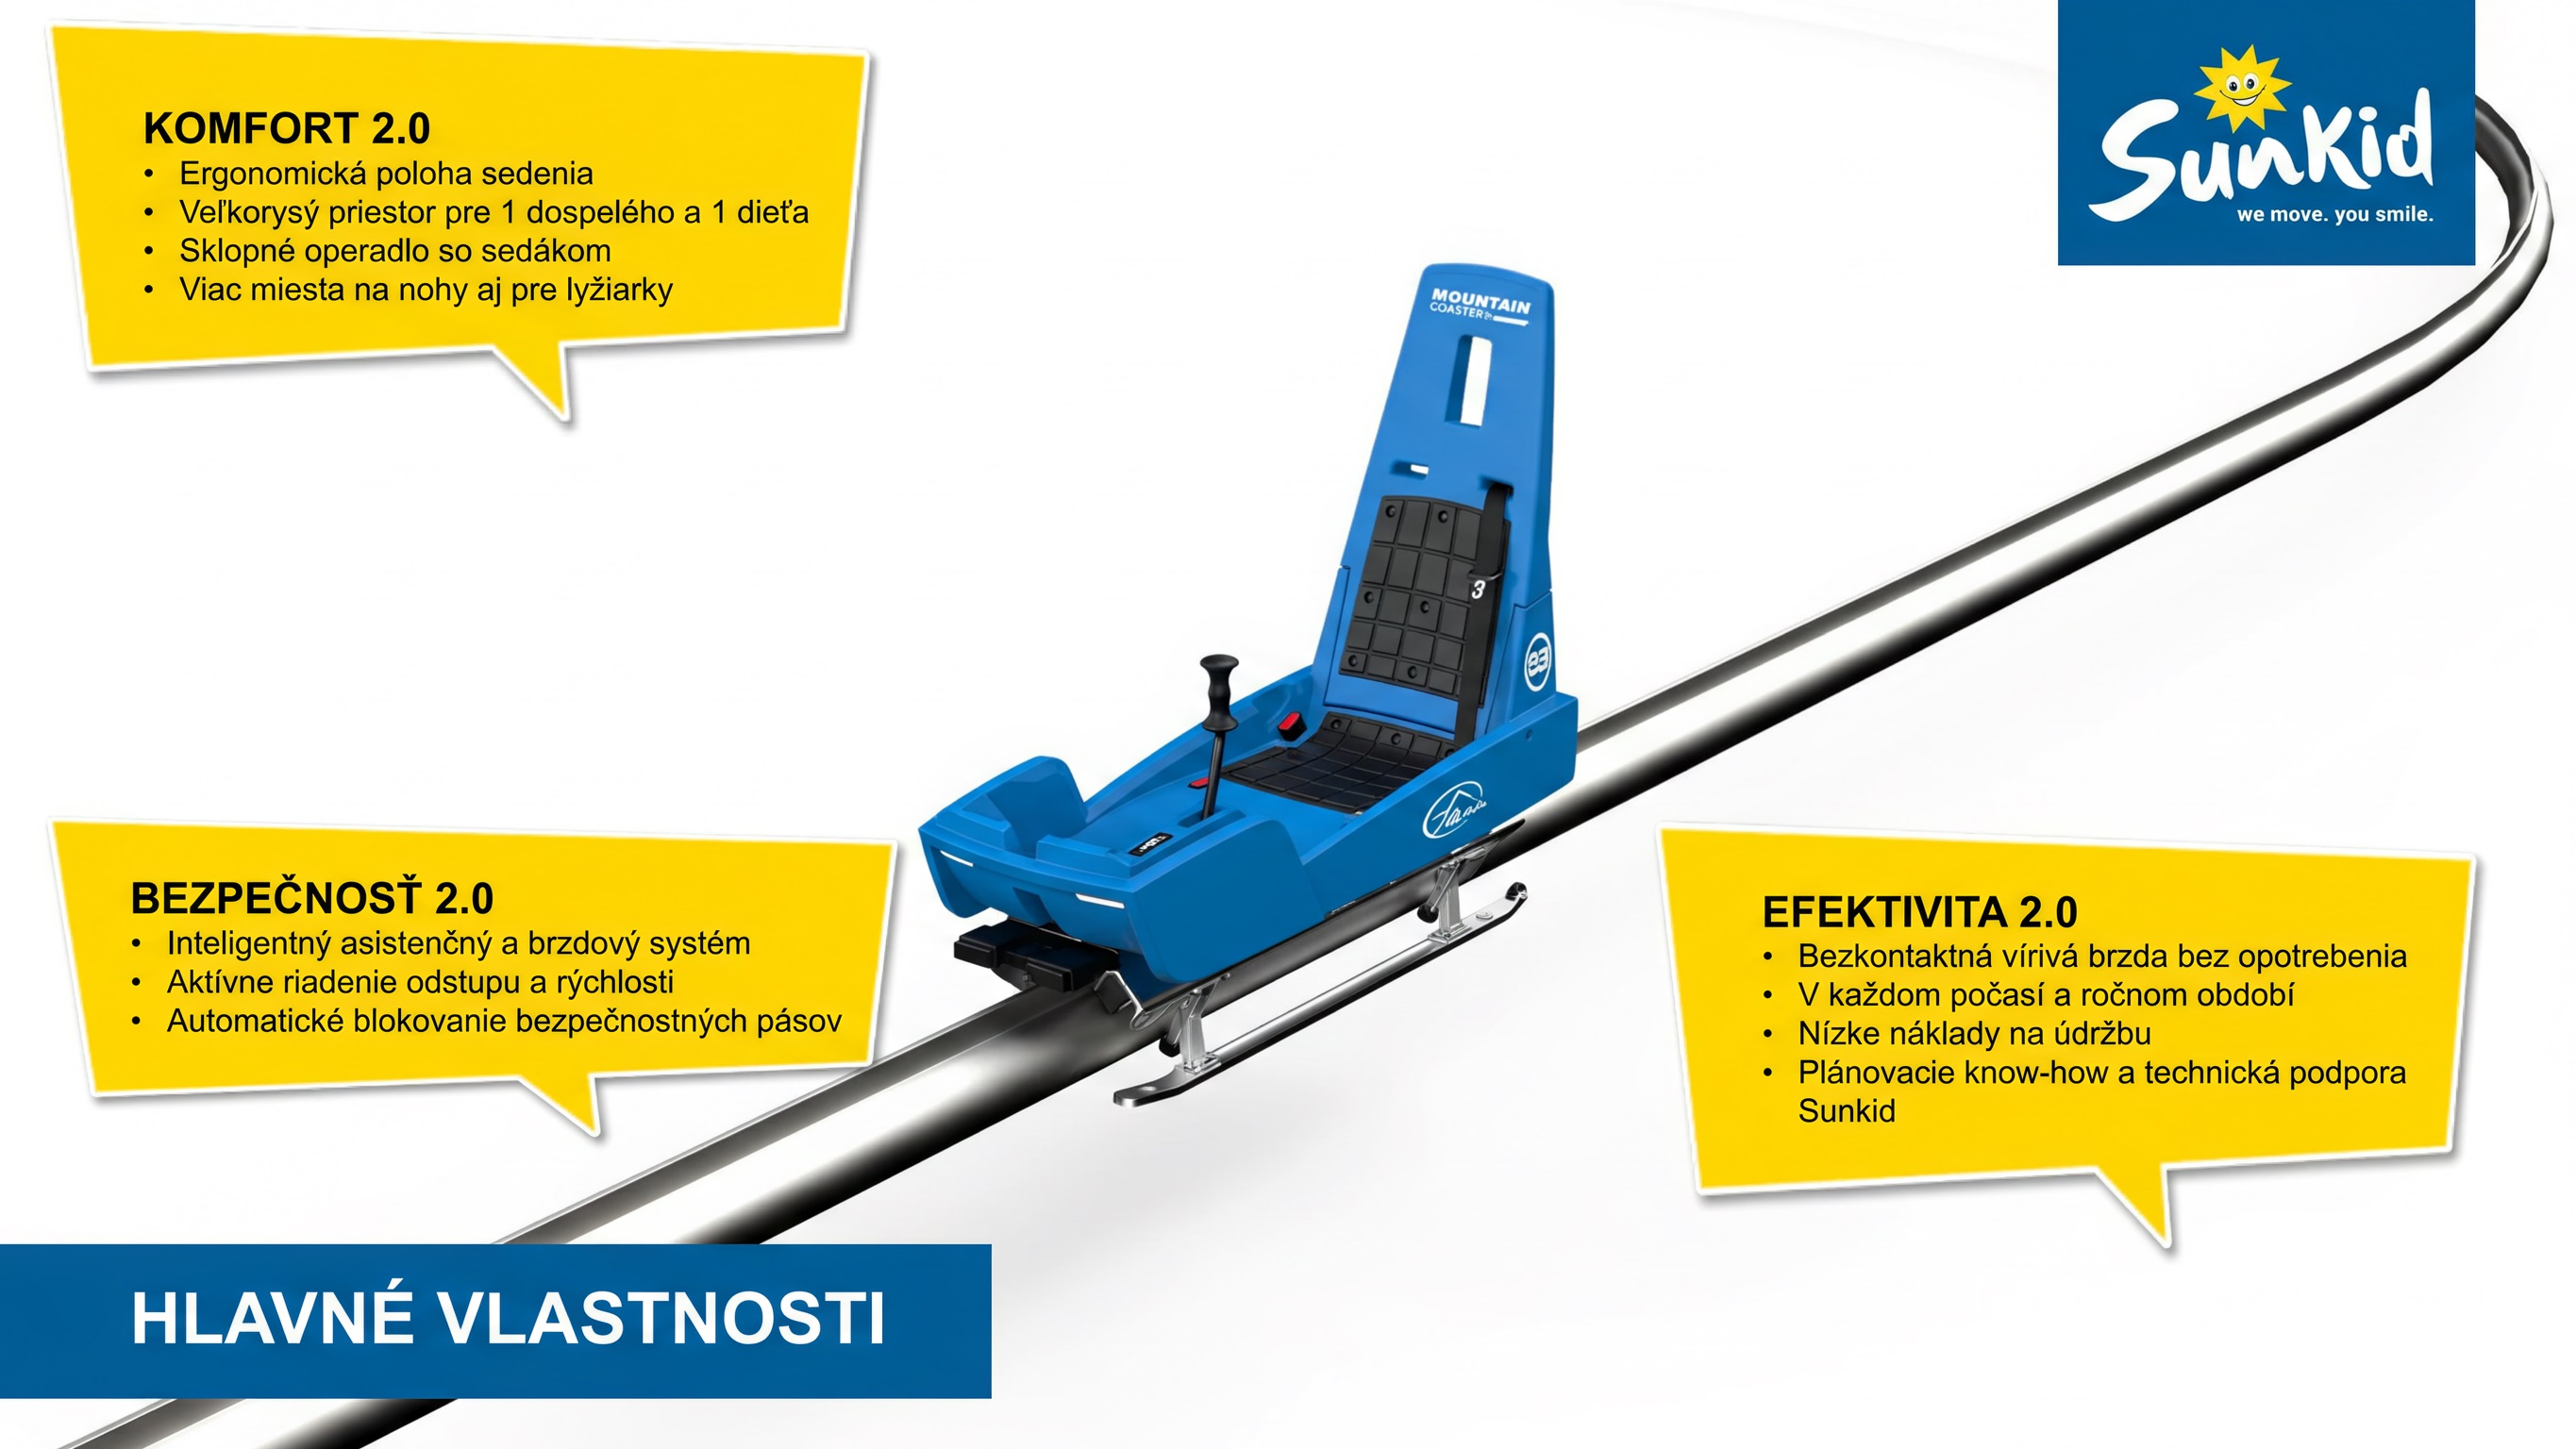 KOMFORT 2.0
• Ergonomická poloha sedenia
• Veľkorysý priestor pre 1 dospelého a 1 dieťa
• Sklopné operadlo so sedákom
• Viac miesta na nohy aj pre lyžiarky
SunKid
we move. you smile.
MOUNTAIN
COASTER
3
BEZPEČNOSŤ 2.0
• Inteligentný asistenčný a brzdový systém
• Aktívne riadenie odstupu a rýchlosti
• Automatické blokovanie bezpečnostných pásov
EFEKTIVITA 2.0
• Bezkontaktná vírivá brzda bez opotrebenia
• V každom počasí a ročnom období
• Nízke náklady na údržbu
• Plánovacie know-how a technická podpora
Sunkid
HLAVNÉ VLASTNOSTI